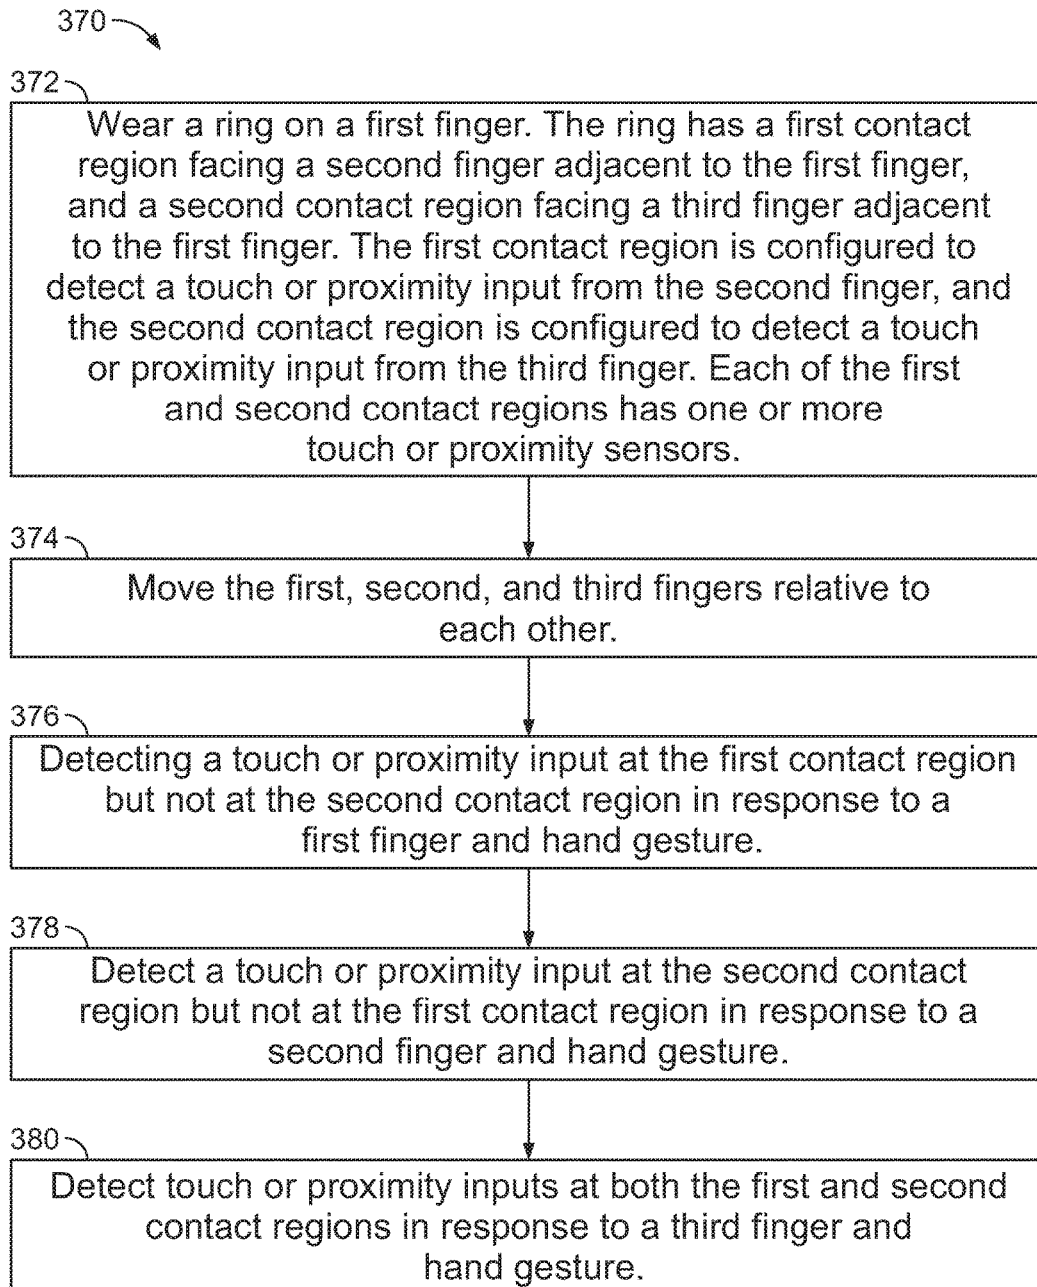 370
372
Wear a ring on a first finger. The ring has a first contact
region facing a second finger adjacent to the first finger,
and a second contact region facing a third finger adjacent
to the first finger. The first contact region is configured to
detect a touch or proximity input from the second finger, and
the second contact region is configured to detect a touch
or proximity input from the third finger. Each of the first
and second contact regions has one or more
touch or proximity sensors.
374
Move the first, second, and third fingers relative to
each other.
376
Detecting a touch or proximity input at the first contact region
but not at the second contact region in response to a
first finger and hand gesture.
378
Detect a touch or proximity input at the second contact
region but not at the first contact region in response to a
second finger and hand gesture.
380
Detect touch or proximity inputs at both the first and second
contact regions in response to a third finger and
hand gesture.